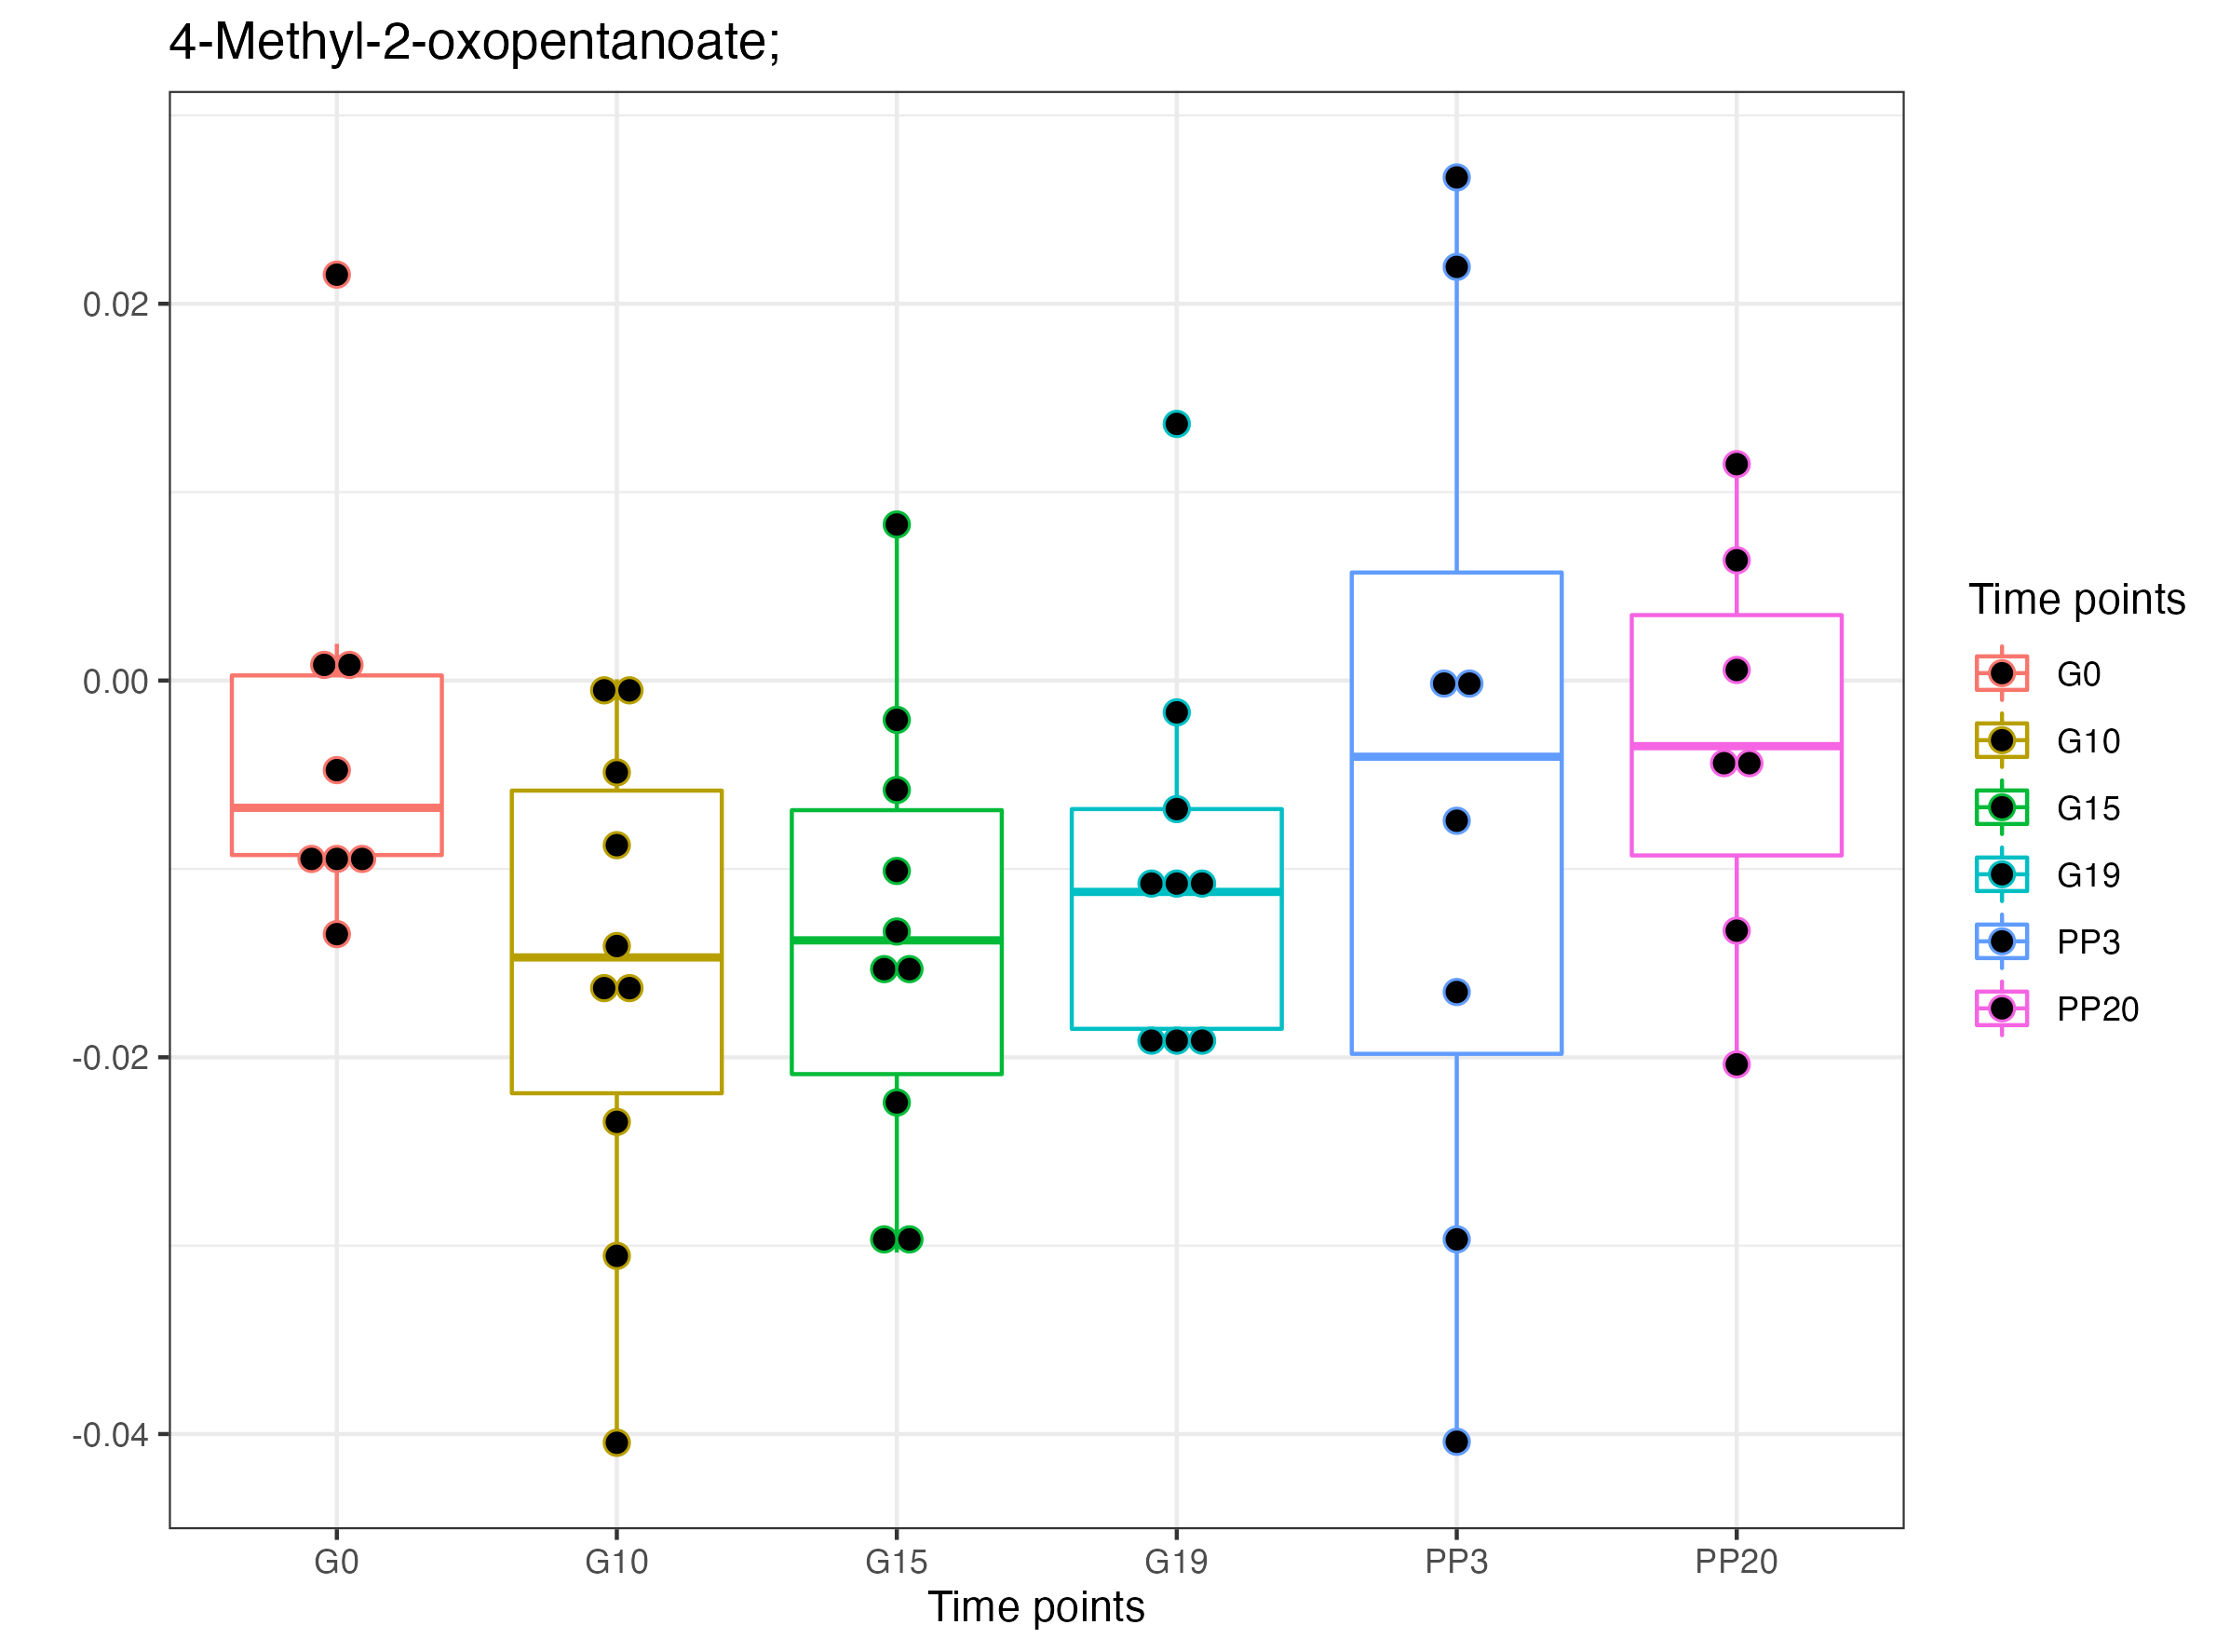 4-Methyl-2-oxopentanoate;
0.02
0.00
-0.02
-0.04
G0 G10 G15 G19 PP3 PP20
Time points
Time points
G0
G10
G15
G19
PP3
PP20